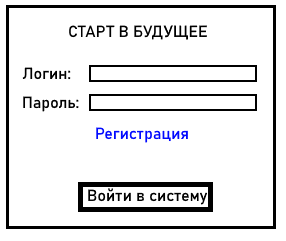 СТАРТ В БУДУЩЕЕ
Логин:
Пароль:
Регистрация
Войти в систему